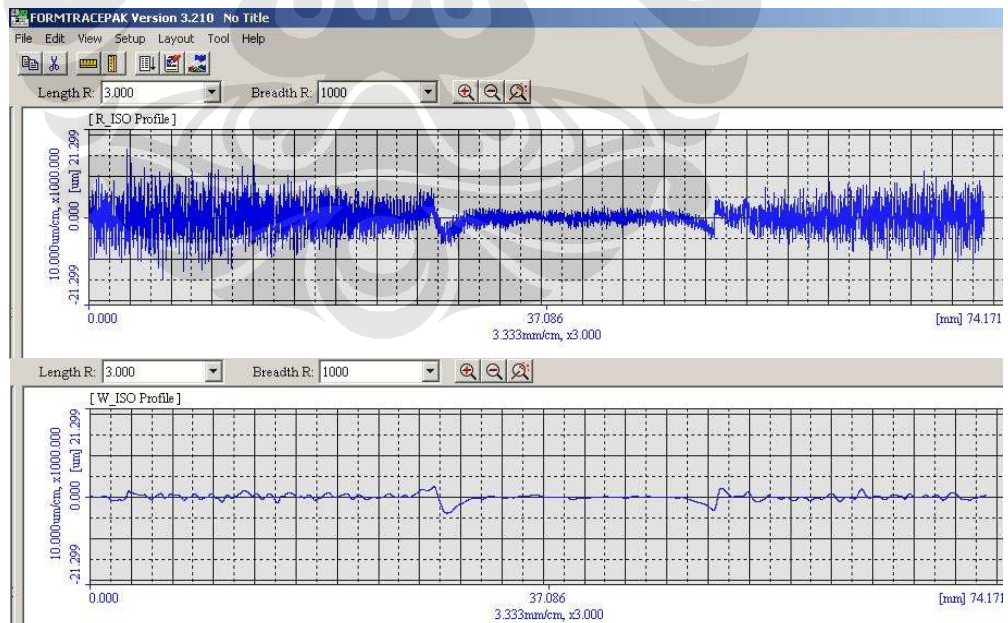 FORMTRACEPAK Version 3.210 No Title
File Edit View Setup Layout Tool Help
Length R: 3.000 Breadth R: 1000
[ R_ISO Profile ]
10.000um/cm, x1000.000
-21.299 0.000 [um] 21.299
0.000 37.086 [mm] 74.171
3.333mm/cm, x3.000
Length R: 3.000 Breadth R: 1000
[ W_ISO Profile ]
10.000um/cm, x1000.000
-21.299 0.000 [um] 21.299
0.000 37.086 [mm] 74.171
3.333mm/cm, x3.000